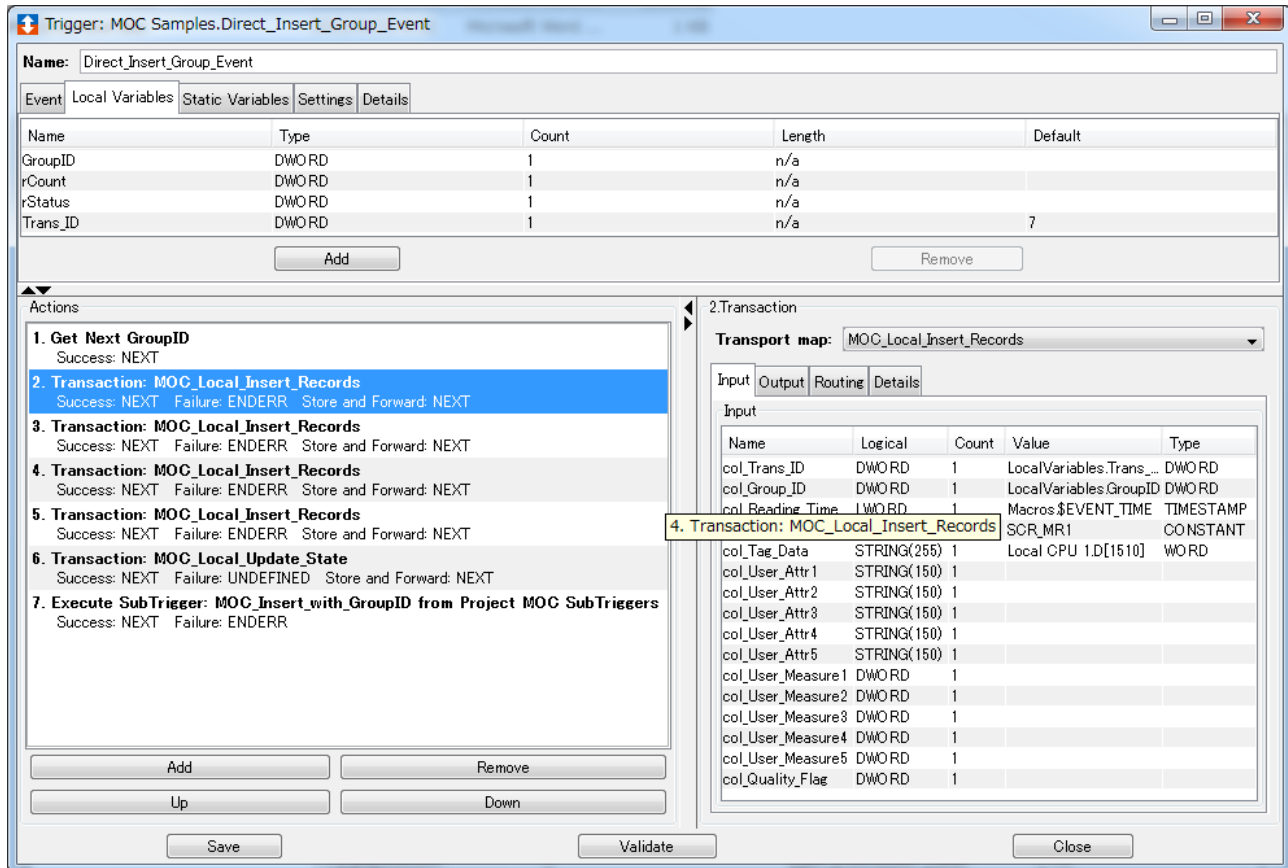 Trigger: MOC Samples.Direct_Insert_Group_Event
Name: Direct_Insert_Group_Event
Event Local Variables Static Variables Settings Details
Name Type Count Length Default
GroupID DWORD 1 n/a
rCount DWORD 1 n/a
rStatus DWORD 1 n/a
Trans_ID DWORD 1 n/a 7
Add Remove
Actions
1. Get Next GroupID
Success: NEXT
2. Transaction: MOC_Local_Insert_Records
Success: NEXT Failure: ENDERR Store and Forward: NEXT
3. Transaction: MOC_Local_Insert_Records
Success: NEXT Failure: ENDERR Store and Forward: NEXT
4. Transaction: MOC_Local_Insert_Records
Success: NEXT Failure: ENDERR Store and Forward: NEXT
5. Transaction: MOC_Local_Insert_Records
Success: NEXT Failure: ENDERR Store and Forward: NEXT
6. Transaction: MOC_Local_Update_State
Success: NEXT Failure: UNDEFINED Store and Forward: NEXT
7. Execute SubTrigger: MOC_Insert_with_GroupID from Project MOC SubTriggers
Success: NEXT Failure: ENDERR
Add Remove
Up Down
2.Transaction
Transport map: MOC_Local_Insert_Records
Input Output Routing Details
Input
Name Logical Count Value Type
col_Trans_ID DWORD 1 LocalVariables.Trans_... DWORD
col_Group_ID DWORD 1 LocalVariables.GroupID DWORD
col_Reading_Time LWORD 1 Macros.$EVENT_TIME TIMESTAMP
4. Transaction: MOC_Local_Insert_Records SCR_MR1 CONSTANT
col_Tag_Data STRING(255) 1 Local CPU 1.D[1510] WORD
col_User_Attr1 STRING(150) 1
col_User_Attr2 STRING(150) 1
col_User_Attr3 STRING(150) 1
col_User_Attr4 STRING(150) 1
col_User_Attr5 STRING(150) 1
col_User_Measure1 DWORD 1
col_User_Measure2 DWORD 1
col_User_Measure3 DWORD 1
col_User_Measure4 DWORD 1
col_User_Measure5 DWORD 1
col_Quality_Flag DWORD 1
Save Validate Close